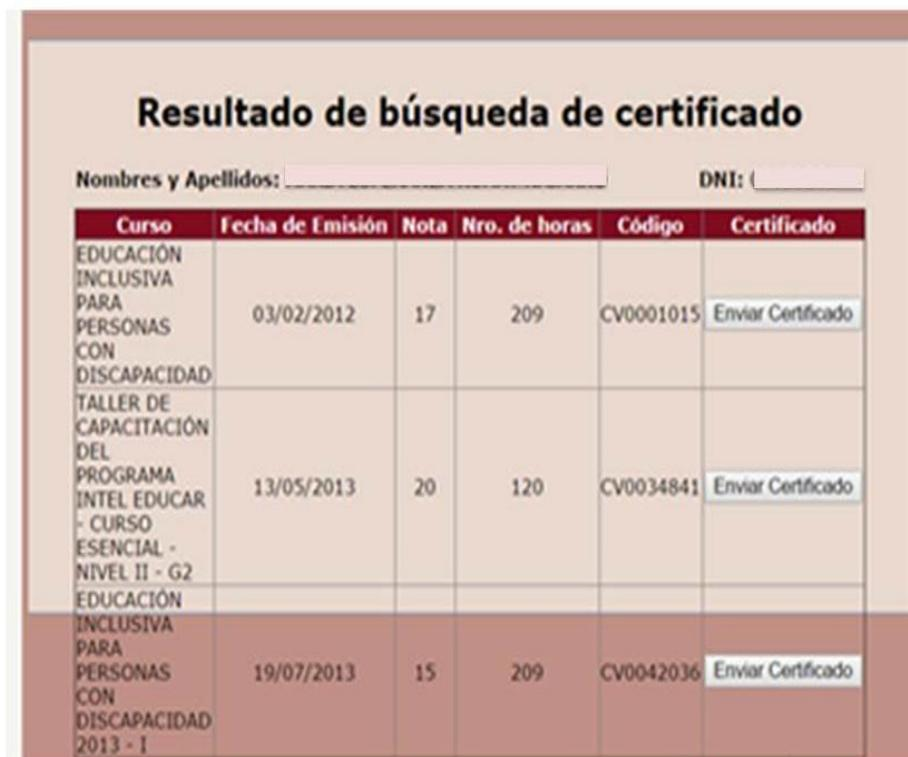 Resultado de búsqueda de certificado
Nombres y Apellidos: DNI:
Curso Fecha de Emisión Nota Nro. de horas Código Certificado
EDUCACIÓN
INCLUSIVA
PARA
PERSONAS
CON
DISCAPACIDAD
03/02/2012 17 209 CV0001015 Enviar Certificado
TALLER DE
CAPACITACIÓN
DEL
PROGRAMA
INTEL EDUCAR
- CURSO
ESENCIAL -
NIVEL II - G2
13/05/2013 20 120 CV0034841 Enviar Certificado
EDUCACIÓN
INCLUSIVA
PARA
PERSONAS
CON
DISCAPACIDAD
2013 - I
19/07/2013 15 209 CV0042036 Enviar Certificado